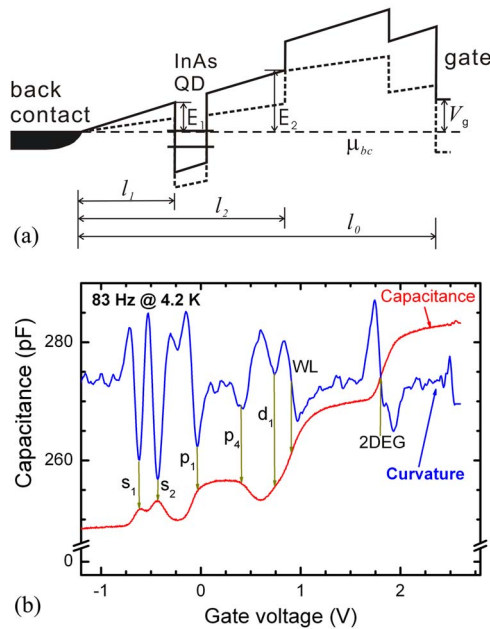 back
contact
InAs
QD
gate
E1
E2
Vg
μbc
l1
l2
l0
(a)
83 Hz @ 4.2 K
Capacitance
Capacitance (pF)
280
260
0
s1
s2
p1
p4
d1
WL
2DEG
Curvature
-1
0
1
2
Gate voltage (V)
(b)